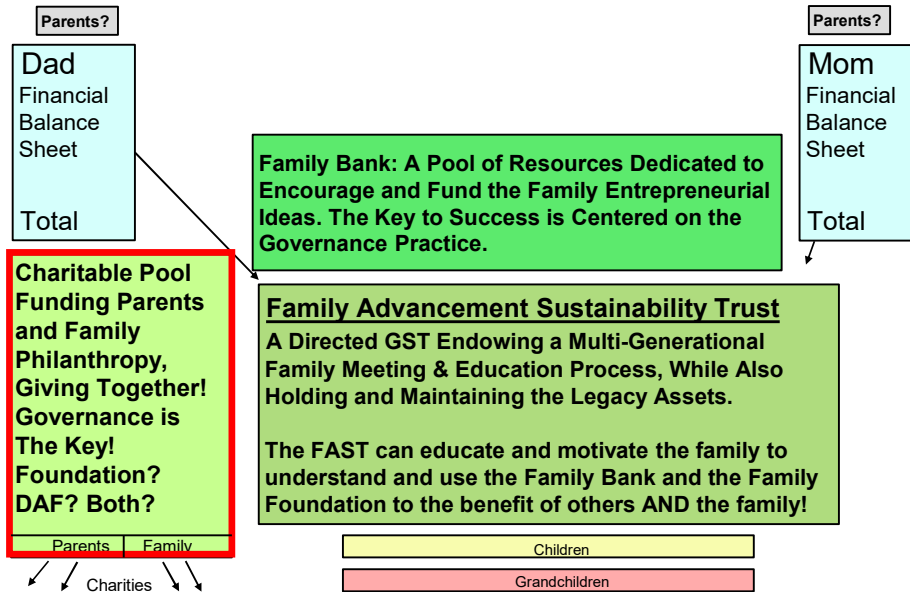 Parents?
Parents?
Dad
Financial
Balance
Sheet
Total
Mom
Financial
Balance
Sheet
Total
Family Bank: A Pool of Resources Dedicated to
Encourage and Fund the Family Entrepreneurial
Ideas. The Key to Success is Centered on the
Governance Practice.
Charitable Pool
Funding Parents
and Family
Philanthropy,
Giving Together!
Governance is
The Key!
Foundation?
DAF? Both?
Parents
Family
Charities
Family Advancement Sustainability Trust
A Directed GST Endowing a Multi-Generational
Family Meeting & Education Process, While Also
Holding and Maintaining the Legacy Assets.
The FAST can educate and motivate the family to
understand and use the Family Bank and the Family
Foundation to the benefit of others AND the family!
Children
Grandchildren